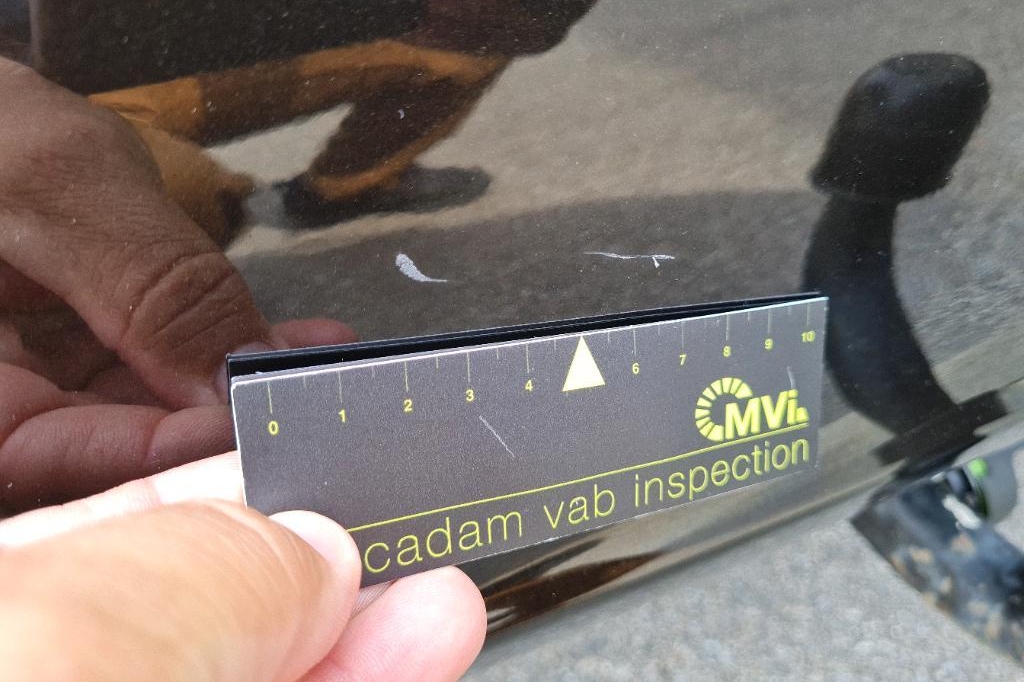 0 1 2 3 4 6 7 8 9 10
MVi
cadam vab inspection